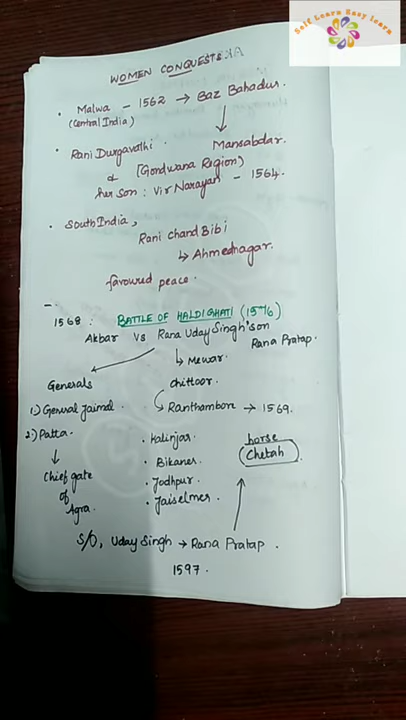 Self Learn Easy Learn
WOMEN CONQUESTS
• Malwa - 1562 → Baz Bahadur.
(Central India)
Mansabdar.
• Rani Durgavathi.
& [Gondwana Region)
her son : Vir Narayan - 1564.
• South India,
Rani Chand Bibi
↳ Ahmednagar.
favoured peace.
1568 : BATTLE OF HALDIGHATI (1576)
Akbar Vs Rana Uday Singh's son
Rana Pratap.
↳ Mewar.
Generals
chittoor.
1) General Jaimal.
Ranthambore → 1569.
2) Patta.
• Kalinjar.
• Bikaner.
• Jodhpur.
• Jaiselmer.
horse
(Chetah)
Chief gate
of
Agra.
S/O, Uday Singh → Rana Pratap.
1597.